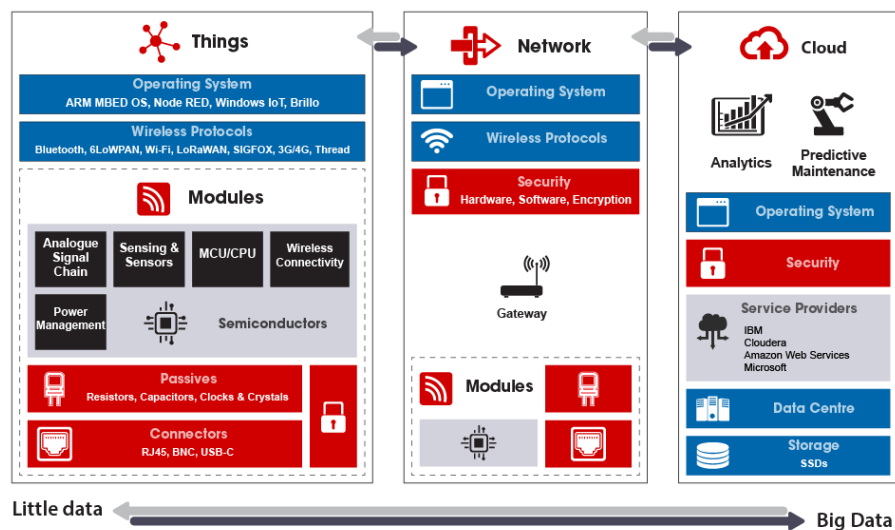 Things
Operating System
ARM MBED OS, Node RED, Windows IoT, Brillo
Wireless Protocols
Bluetooth, 6LoWPAN, Wi-Fi, LoRaWAN, SIGFOX, 3G/4G, Thread
Modules
Analogue
Signal
Chain
Sensing &
Sensors
MCU/CPU
Wireless
Connectivity
Power
Management
Semiconductors
Passives
Resistors, Capacitors, Clocks & Crystals
Connectors
RJ45, BNC, USB-C
Network
Operating System
Wireless Protocols
Security
Hardware, Software, Encryption
Gateway
Modules
Cloud
Analytics
Predictive
Maintenance
Operating System
Security
Service Providers
IBM
Cloudera
Amazon Web Services
Microsoft
Data Centre
Storage
SSDs
Little data
Big Data